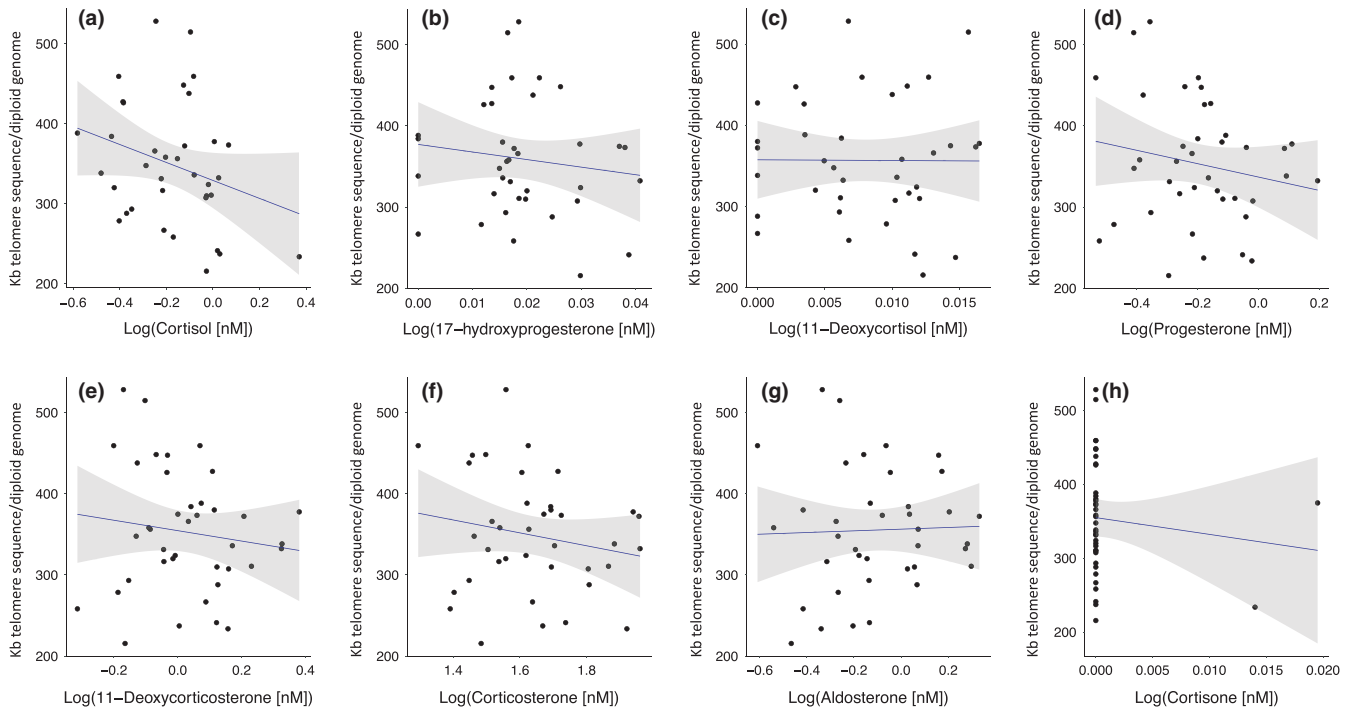 (a)
Kb telomere sequence/diploid genome
500
400
300
200
−0.6 −0.4 −0.2 0.0 0.2 0.4
Log(Cortisol [nM])
(b)
Kb telomere sequence/diploid genome
500
400
300
200
0.00 0.01 0.02 0.03 0.04
Log(17−hydroxyprogesterone [nM])
(c)
Kb telomere sequence/diploid genome
500
400
300
200
0.000 0.005 0.010 0.015
Log(11−Deoxycortisol [nM])
(d)
Kb telomere sequence/diploid genome
500
400
300
200
−0.4 −0.2 0.0 0.2
Log(Progesterone [nM])
(e)
Kb telomere sequence/diploid genome
500
400
300
200
−0.2 0.0 0.2 0.4
Log(11−Deoxycorticosterone [nM])
(f)
Kb telomere sequence/diploid genome
500
400
300
200
1.4 1.6 1.8
Log(Corticosterone [nM])
(g)
Kb telomere sequence/diploid genome
500
400
300
200
−0.6 −0.4 −0.2 0.0 0.2
Log(Aldosterone [nM])
(h)
Kb telomere sequence/diploid genome
500
400
300
200
0.000 0.005 0.010 0.015 0.020
Log(Cortisone [nM])